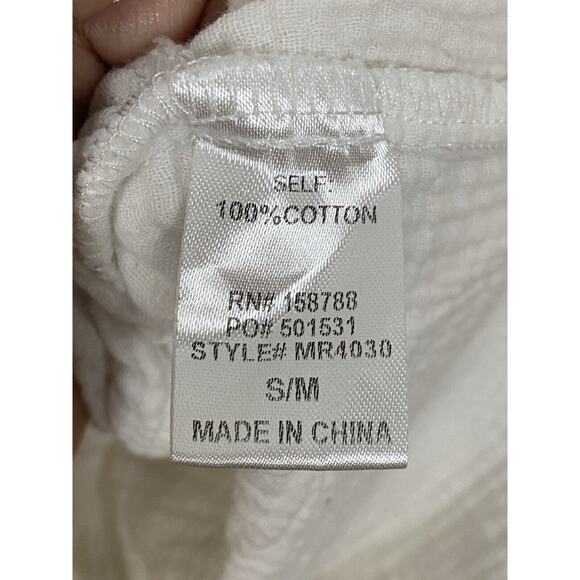 SELF:
100%COTTON
RN# 158788
PO# 501531
STYLE# MR4030
S/M
MADE IN CHINA